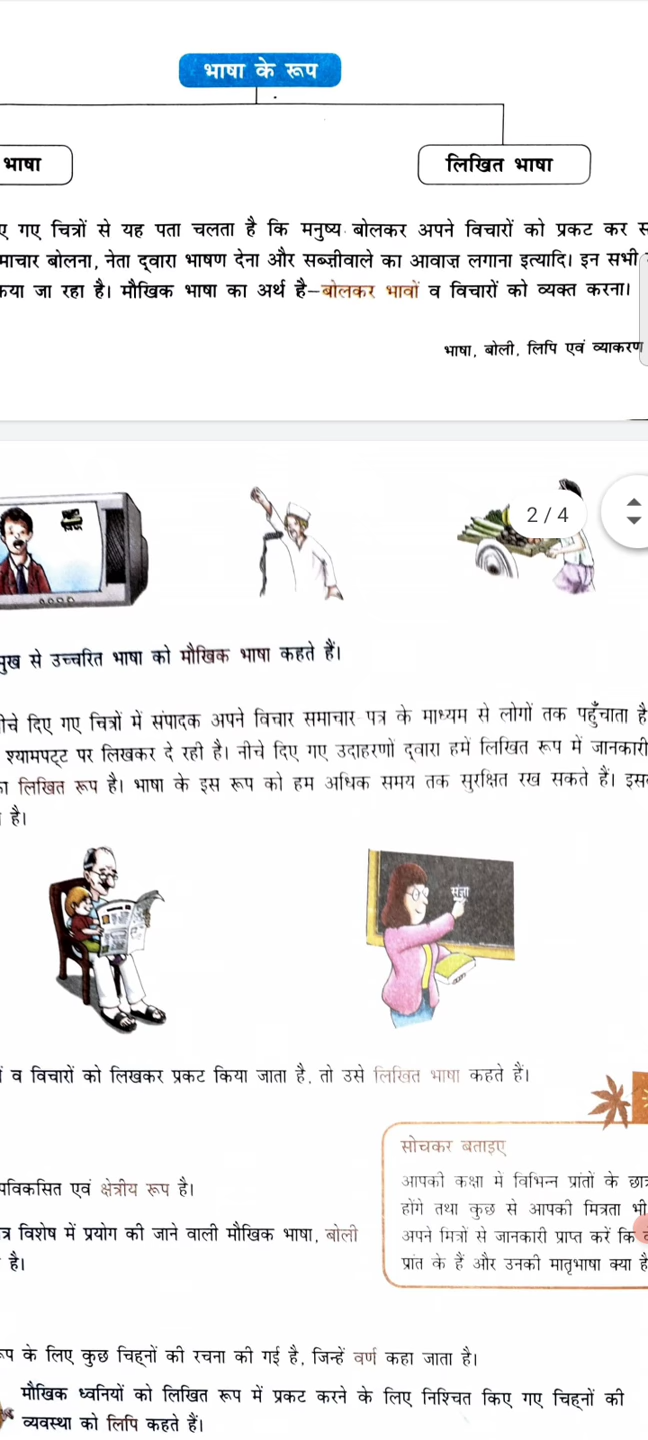 भाषा के रूप
भाषा
लिखित भाषा
गए चित्रों से यह पता चलता है कि मनुष्य बोलकर अपने विचारों को प्रकट कर
बोलना, नेता द्वारा भाषण देना और सब्ज़ीवाले का आवाज़ लगाना इत्यादि। इन सभी
जा रहा है। मौखिक भाषा का अर्थ है–बोलकर भावों व विचारों को व्यक्त करना।
भाषा, बोली, लिपि एवं व्याकरण
2 / 4
से उच्चरित भाषा को मौखिक भाषा कहते हैं।
दिए गए चित्रों में संपादक अपने विचार समाचार पत्र के माध्यम से लोगों तक पहुँचाता है
श्यामपट्ट पर लिखकर दे रही है। नीचे दिए गए उदाहरणों द्वारा हमें लिखित रूप में जानकारी
लिखित रूप है। भाषा के इस रूप को हम अधिक समय तक सुरक्षित रख सकते हैं।
है।
संज्ञा
व विचारों को लिखकर प्रकट किया जाता है, तो उसे लिखित भाषा कहते हैं।
एवं क्षेत्रीय रूप है।
विशेष में प्रयोग की जाने वाली मौखिक भाषा, बोली
है।
सोचकर बताइए
आपकी कक्षा में विभिन्न प्रांतों के
होंगे तथा कुछ से आपकी मित्रता भी
अपने मित्रों से जानकारी प्राप्त करें कि
प्रांत के हैं और उनकी मातृभाषा क्या है
के लिए कुछ चिह्नों की रचना की गई है, जिन्हें वर्ण कहा जाता है।
मौखिक ध्वनियों को लिखित रूप में प्रकट करने के लिए निश्चित किए गए चिह्नों की
व्यवस्था को लिपि कहते हैं।